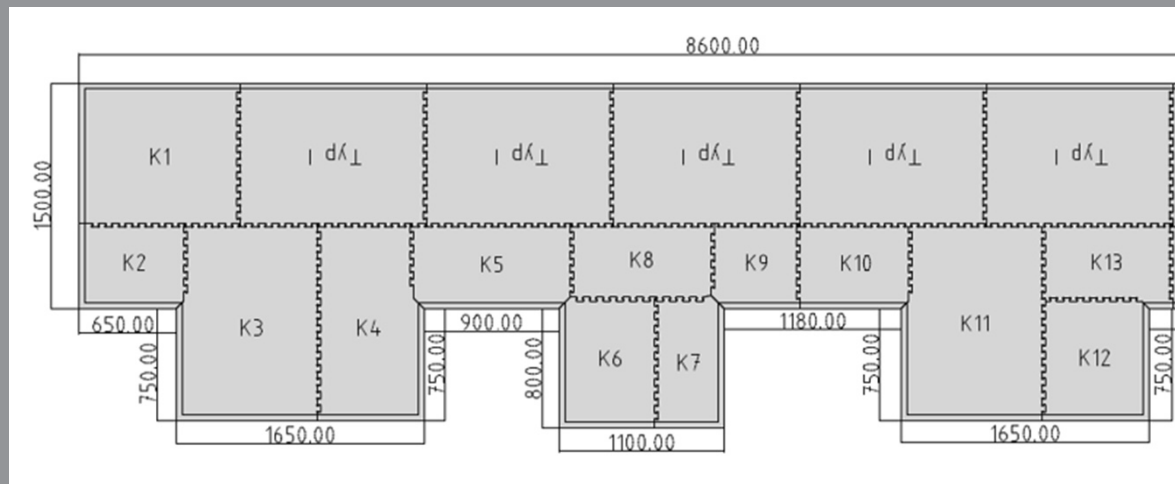 8600.00
1500.00
K1
Typ I
Typ I
Typ I
Typ I
Typ I
K2
K3
K4
K5
K8
K9
K10
K11
K13
K6
K7
K12
650.00
900.00
1180.00
750.00
750.00
800.00
750.00
750.00
1650.00
1100.00
1650.00